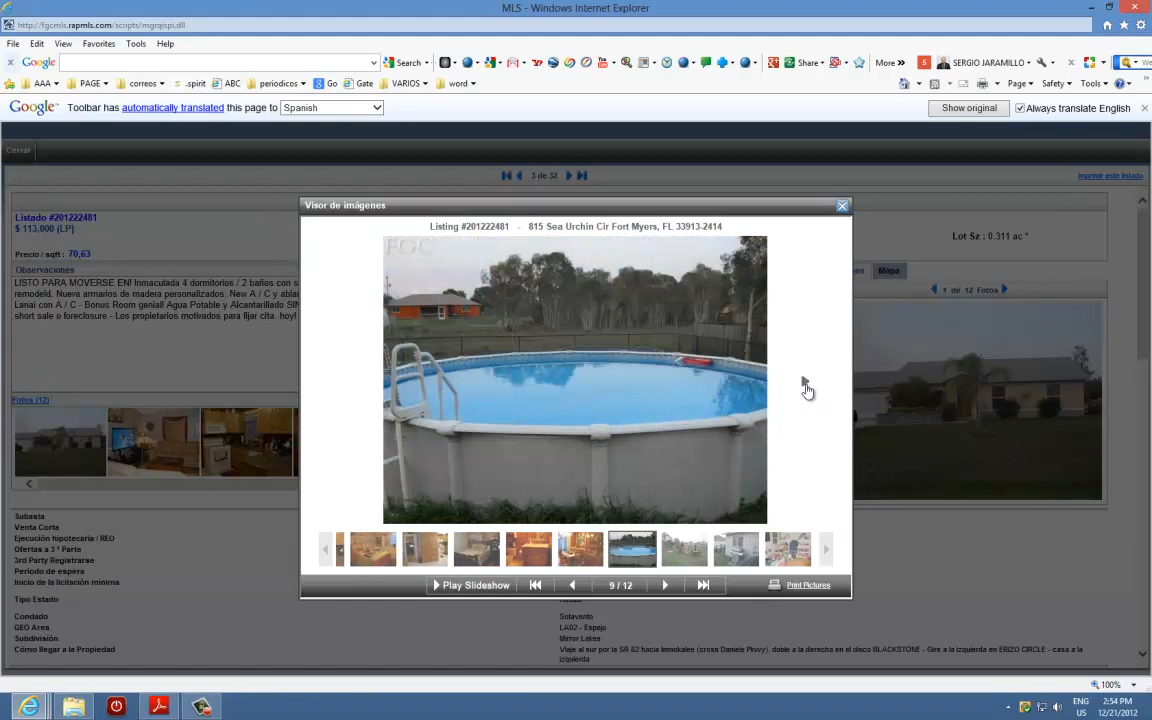 MLS - Windows Internet Explorer
http://fgcmls.rapmls.com/scripts/mgrqispi.dll
File Edit View Favorites Tools Help
Google Search Share More » 5 SERGIO JARAMILLO
AAA PAGE correos .spirit ABC periodicos Go Gate VARIOS word Page Safety Tools
Google Toolbar has automatically translated this page to Spanish Show original Always translate English
Cerrar
3 de 32 Imprimir este listado
Visor de imágenes
Listado #201222481
$ 113,000 (LP)
Listing #201222481 - 815 Sea Urchin Cir Fort Myers, FL 33913-2414
Lot Sz : 0.311 ac *
Precio / sqft : 70,63
Observaciones
Mapa
LISTO PARA MOVERSE EN! Inmaculada 4 dormitorios / 2 baños con s
remodeld, Nueva armarios de madera personalizados. New A / C y ablan
Lanai con A / C - Bonus Room genial! Agua Potable y Alcantarillado SIN
short sale o foreclosure - Los propietarios motivados para fijar cita. hoy!
1 de 12 Fotos
Fotos (12)
Play Slideshow 9 / 12 Print Pictures
Subasta
Venta Corta
Ejecución hipotecaria / REO
Ofertas a 3 ª Parte
3rd Party Registrarse
Período de espera
Inicio de la licitación mínima
Tipo Estado
Condado Sotavento
GEO Area LA02 - Espejo
Subdivisión Mirror Lakes
Cómo llegar a la Propiedad Viaje al sur por la SR 82 hacia Immokalee (cross Daniels Pkvvy). doble a la derecha en el disco BLACKSTONE - Gire a la izquierda en ERIZO CIRCLE - casa a la
izquierda
100%
ENG 2:54 PM
US 12/21/2012